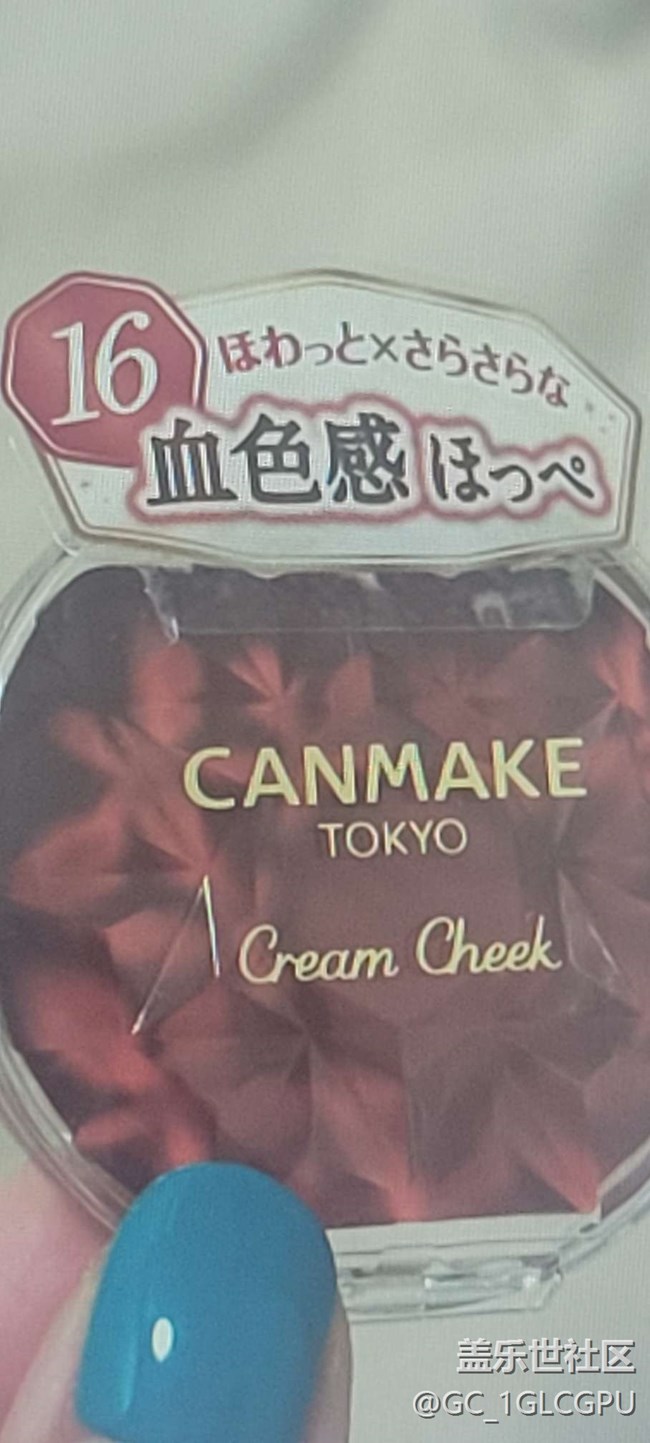 16
ほわっと×さらさらな
血色感ほっぺ
CANMAKE
TOKYO
Cream Cheek
盖乐世社区
@GC_1GLCGPU